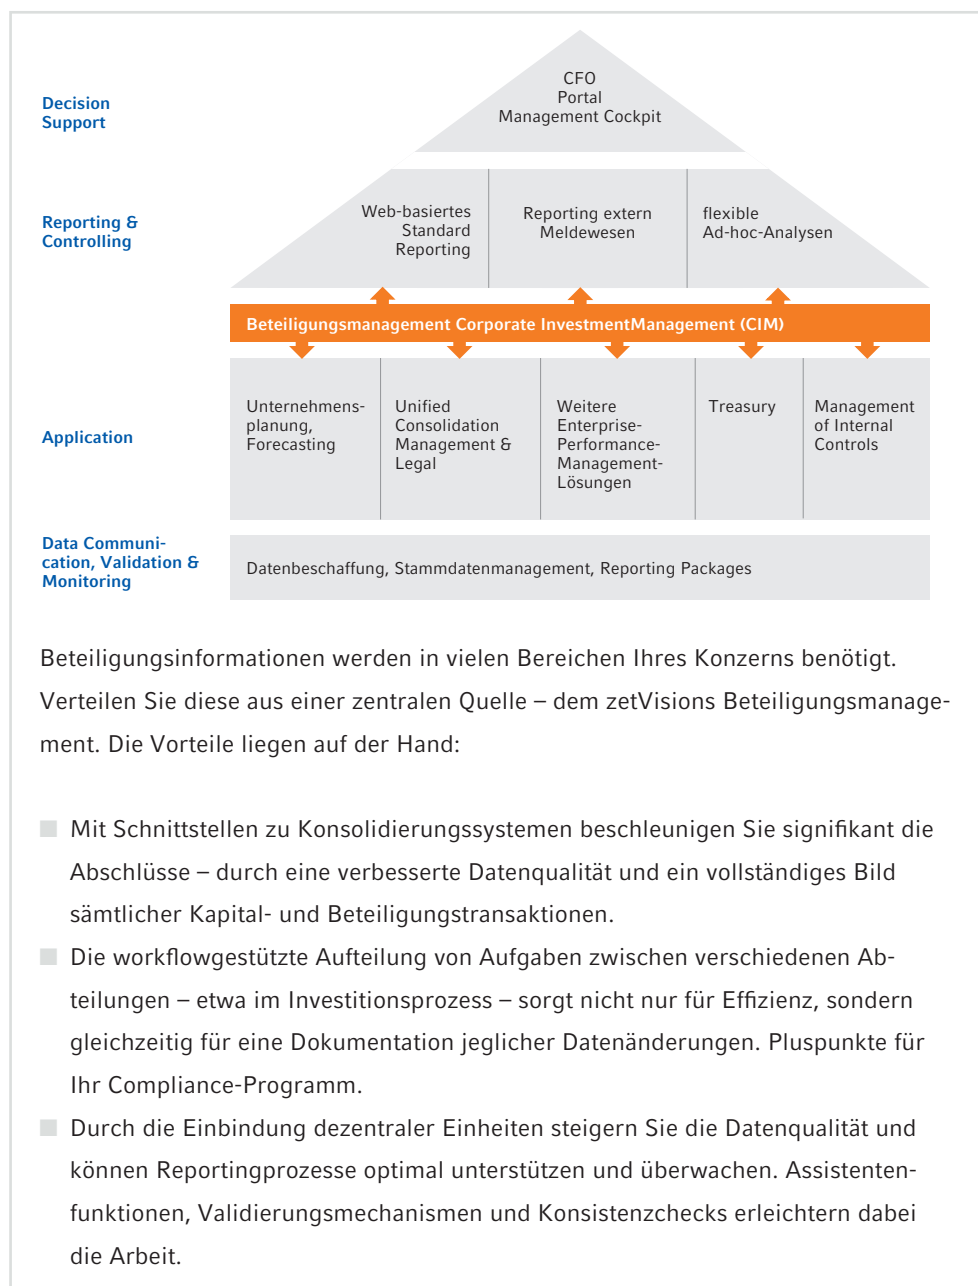 Decision
Support
CFO
Portal
Management Cockpit
Reporting &
Controlling
Web-basiertes
Standard
Reporting
Reporting extern
Meldewesen
flexible
Ad-hoc-Analysen
Beteiligungsmanagement Corporate InvestmentManagement (CIM)
Application
Unternehmens-
planung,
Forecasting
Unified
Consolidation
Management &
Legal
Weitere
Enterprise-
Performance-
Management-
Lösungen
Treasury
Management
of Internal
Controls
Data Communi-
cation, Validation &
Monitoring
Datenbeschaffung, Stammdatenmanagement, Reporting Packages
Beteiligungsinformationen werden in vielen Bereichen Ihres Konzerns benötigt.
Verteilen Sie diese aus einer zentralen Quelle – dem zetVisions Beteiligungsmanage-
ment. Die Vorteile liegen auf der Hand:
Mit Schnittstellen zu Konsolidierungssystemen beschleunigen Sie signifikant die
Abschlüsse – durch eine verbesserte Datenqualität und ein vollständiges Bild
sämtlicher Kapital- und Beteiligungstransaktionen.
Die workflowgestützte Aufteilung von Aufgaben zwischen verschiedenen Ab-
teilungen – etwa im Investitionsprozess – sorgt nicht nur für Effizienz, sondern
gleichzeitig für eine Dokumentation jeglicher Datenänderungen. Pluspunkte für
Ihr Compliance-Programm.
Durch die Einbindung dezentraler Einheiten steigern Sie die Datenqualität und
können Reportingprozesse optimal unterstützen und überwachen. Assistenten-
funktionen, Validierungsmechanismen und Konsistenzchecks erleichtern dabei
die Arbeit.